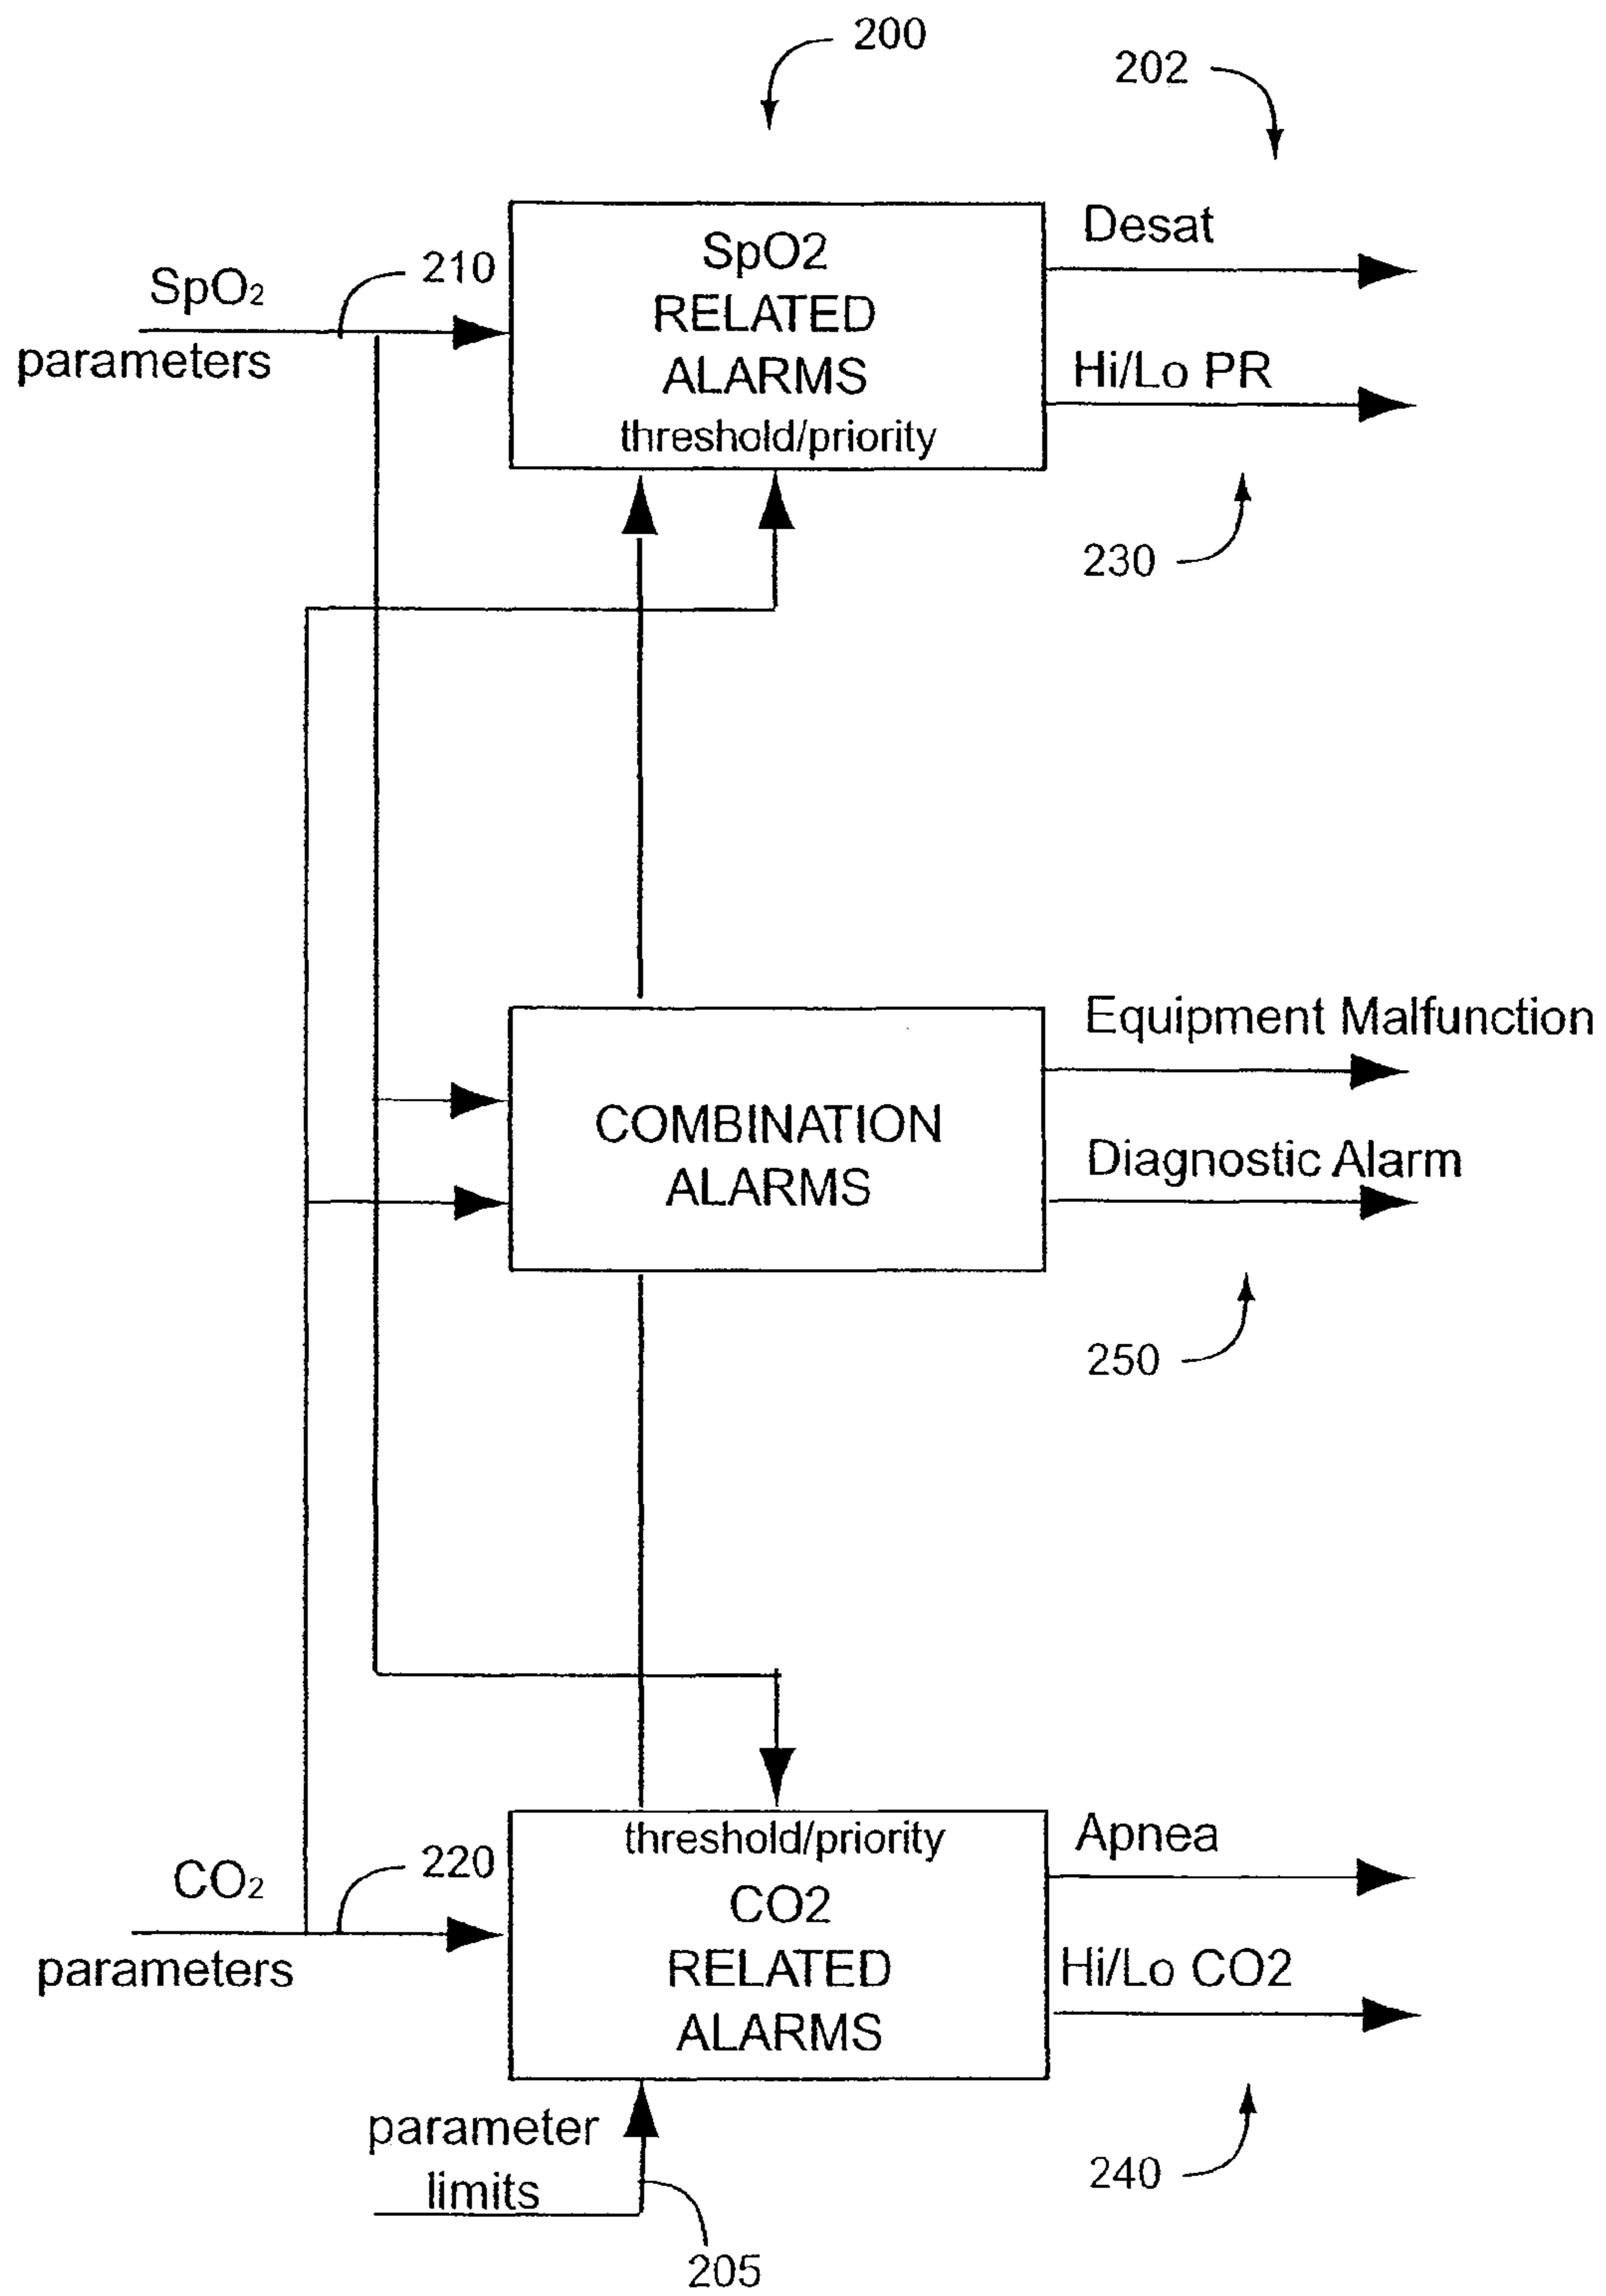 200
202
SpO2
RELATED
ALARMS
threshold/priority
SpO₂
parameters
210
Desat
Hi/Lo PR
230
COMBINATION
ALARMS
Equipment Malfunction
Diagnostic Alarm
250
threshold/priority
CO2
RELATED
ALARMS
CO₂
parameters
220
Apnea
Hi/Lo CO2
240
parameter
limits
205